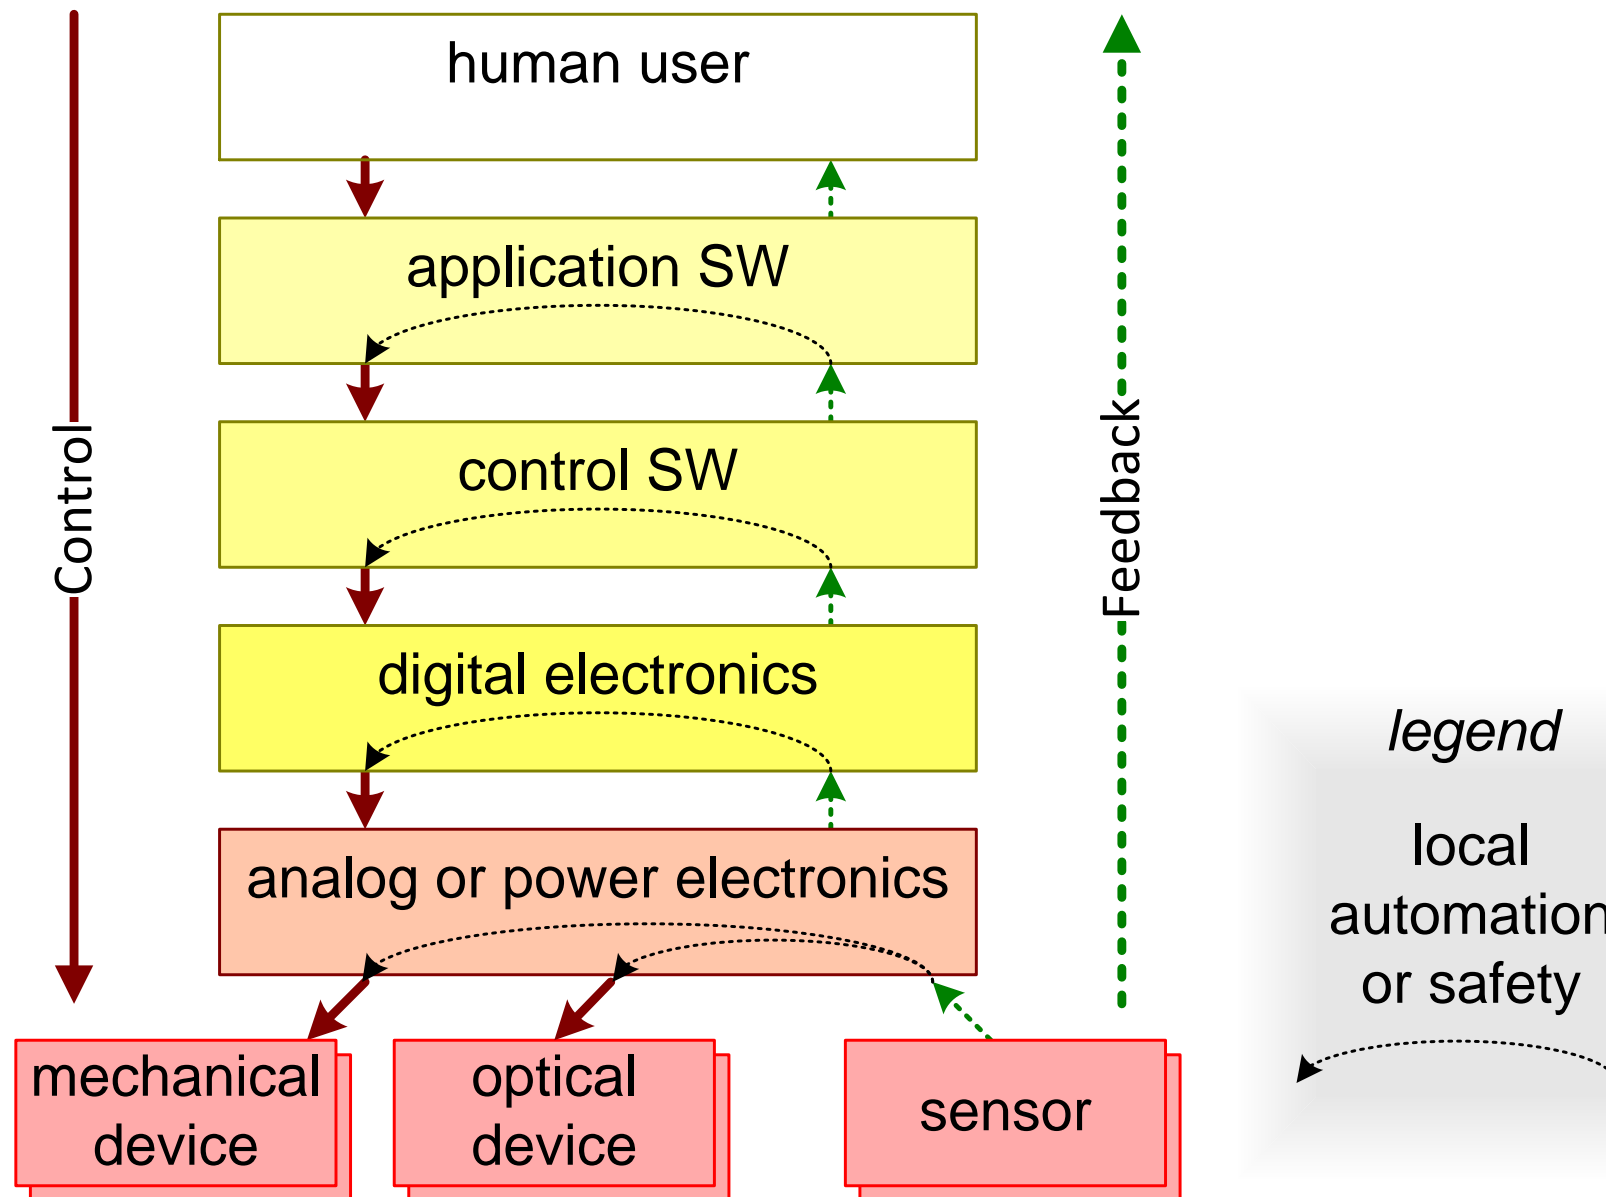 human user
application SW
control SW
digital electronics
analog or power electronics
mechanical
device
optical
device
sensor
Control
Feedback
legend
local
automation
or safety